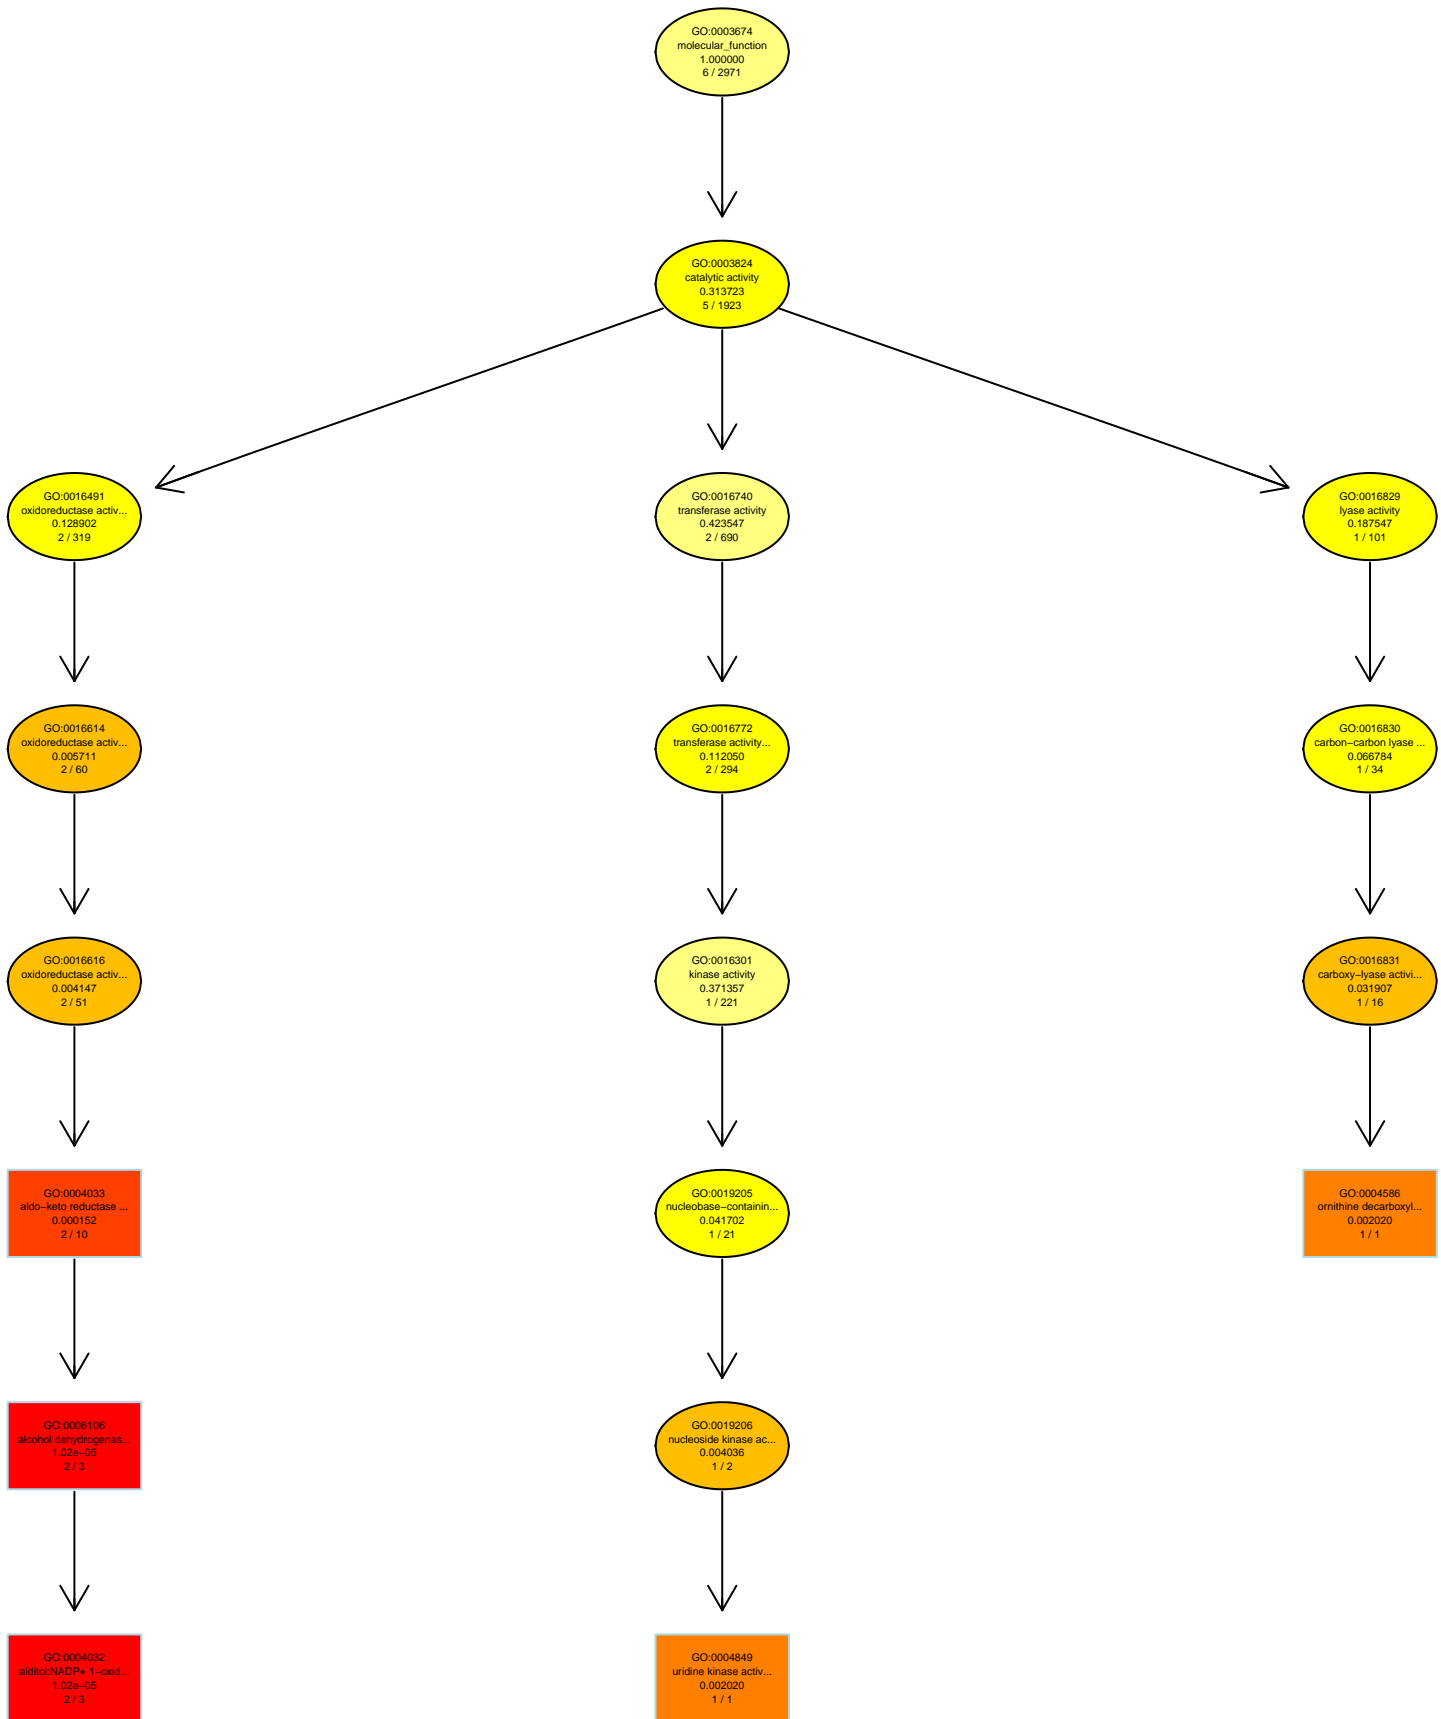 GO:0003674
molecular_function
1.000000
6 / 2971
GO:0003824
catalytic activity
0.313723
5 / 1923
GO:0016491
oxidoreductase activ...
0.128902
2 / 319
GO:0016740
transferase activity
0.423547
2 / 690
GO:0016829
lyase activity
0.187547
1 / 101
GO:0016614
oxidoreductase activ...
0.005711
2 / 60
GO:0016772
transferase activity...
0.112050
2 / 294
GO:0016830
carbon−carbon lyase ...
0.066784
1 / 34
GO:0016616
oxidoreductase activ...
0.004147
2 / 51
GO:0016301
kinase activity
0.371357
1 / 221
GO:0016831
carboxy−lyase activi...
0.031907
1 / 16
GO:0004033
aldo−keto reductase ...
0.000152
2 / 10
GO:0019205
nucleobase−containin...
0.041702
1 / 21
GO:0004586
ornithine decarboxyl...
0.002020
1 / 1
GO:0008106
alcohol dehydrogenas...
1.02e−05
2 / 3
GO:0019206
nucleoside kinase ac...
0.004036
1 / 2
GO:0004032
alditol:NADP+ 1−oxid...
1.02e−05
2 / 3
GO:0004849
uridine kinase activ...
0.002020
1 / 1